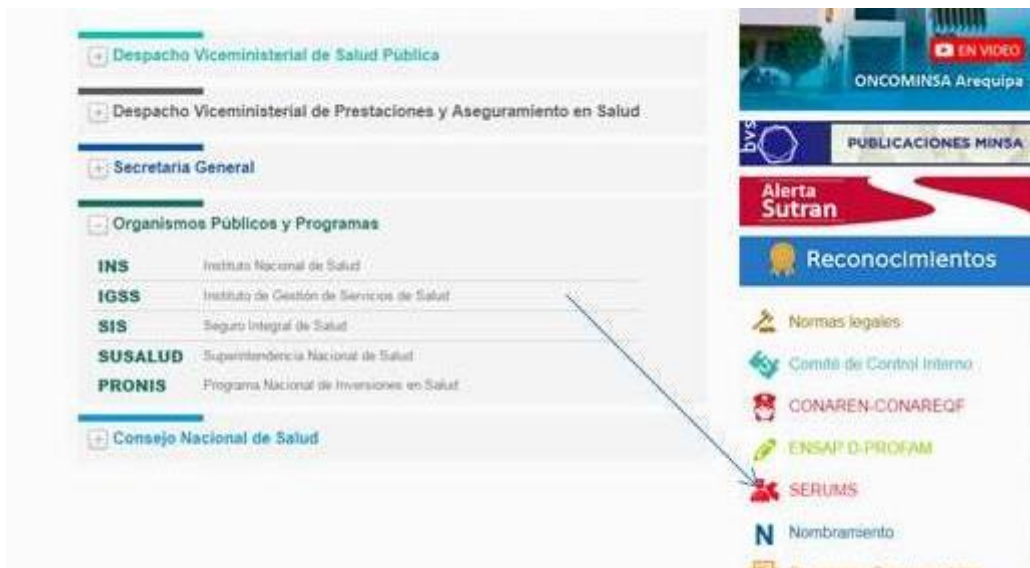 Despacho Viceministerial de Salud Pública
Despacho Viceministerial de Prestaciones y Aseguramiento en Salud
Secretaria General
Organismos Públicos y Programas
INS Instituto Nacional de Salud
IGSS Instituto de Gestión de Servicios de Salud
SIS Seguro Integral de Salud
SUSALUD Superintendencia Nacional de Salud
PRONIS Programa Nacional de Inversiones en Salud
Consejo Nacional de Salud
EN VIDEO
ONCOMINSA Arequipa
bvs
PUBLICACIONES MINSA
Alerta
Sutran
Reconocimientos
Normas legales
Comité de Control Interno
CONAREN-CONAREQF
ENSAP D-PROFAM
SERUMS
N Nombramiento